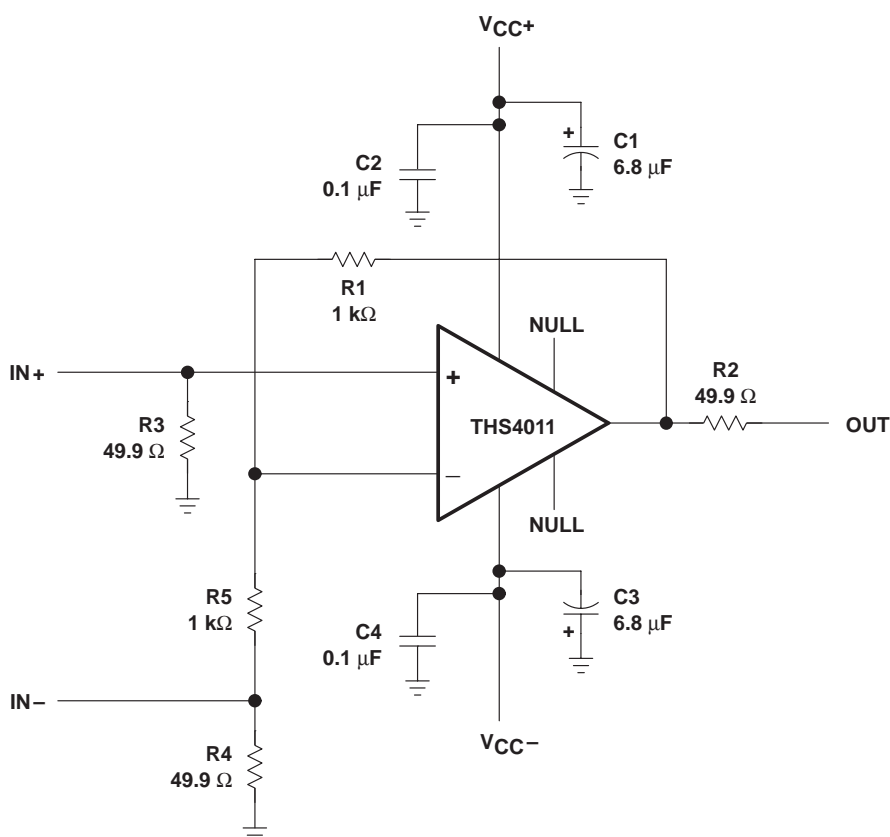 VCC+
C2
0.1 μF
+
C1
6.8 μF
R1
1 kΩ
NULL
IN+
+
R2
49.9 Ω
R3
49.9 Ω
THS4011
OUT
−
NULL
R5
1 kΩ
C4
0.1 μF
C3
6.8 μF
+
IN−
R4
49.9 Ω
VCC−